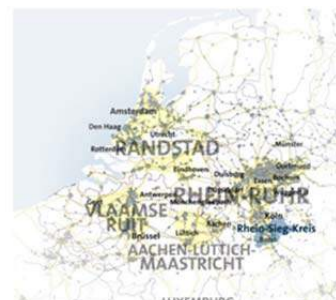 Amsterdam
Den Haag
Utrecht
Rotterdam
RANDSTAD
Münster
Eindhoven
Duisburg
Dortmund
Essen
Bochum
Antwerpen
RHEIN-RUHR
VLAAMSE
RUIT
Brüssel
Lüttich
Aachen
Köln
Rhein-Sieg-Kreis
AACHEN-LÜTTICH-
MAASTRICHT
LUXEMBURG